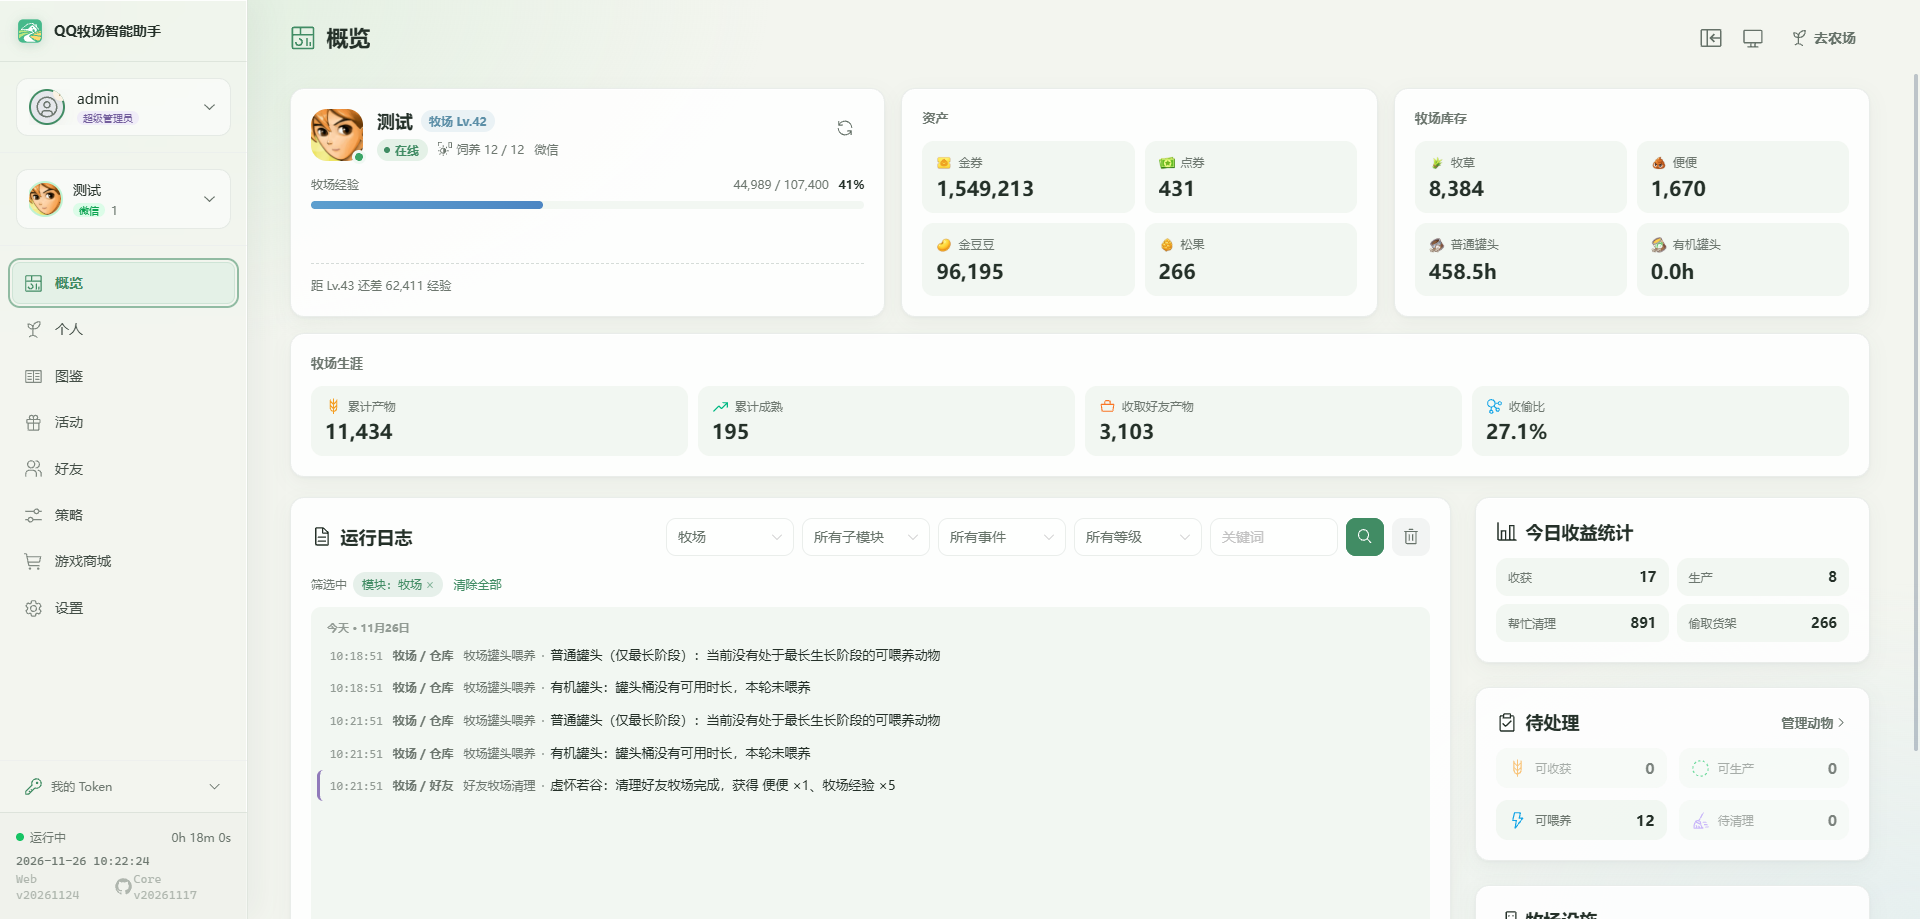 QQ牧场智能助手
admin
超级管理员
测试
微信 1
概览
个人
图鉴
活动
好友
策略
游戏商城
设置
我的 Token
运行中 0h 18m 0s
2026-11-26 10:22:24
Web
v20261124
Core
v20261117
概览
去农场
测试 牧场 Lv.42
在线 饲养 12 / 12 微信
牧场经验 44,989 / 107,400 41%
距 Lv.43 还差 62,411 经验
资产
金券
1,549,213
点券
431
金豆豆
96,195
松果
266
牧场库存
牧草
8,384
便便
1,670
普通罐头
458.5h
有机罐头
0.0h
牧场生涯
累计产物
11,434
累计成熟
195
收取好友产物
3,103
收偷比
27.1%
运行日志
牧场 所有子模块 所有事件 所有等级 关键词
筛选中 模块：牧场 × 清除全部
今天 • 11月26日
10:18:51 牧场 / 仓库 牧场罐头喂养 · 普通罐头（仅最长阶段）：当前没有处于最长生长阶段的可喂养动物
10:18:51 牧场 / 仓库 牧场罐头喂养 · 有机罐头：罐头桶没有可用时长，本轮未喂养
10:21:51 牧场 / 仓库 牧场罐头喂养 · 普通罐头（仅最长阶段）：当前没有处于最长生长阶段的可喂养动物
10:21:51 牧场 / 仓库 牧场罐头喂养 · 有机罐头：罐头桶没有可用时长，本轮未喂养
10:21:51 牧场 / 好友 好友牧场清理 · 虚怀若谷：清理好友牧场完成，获得 便便 ×1、牧场经验 ×5
今日收益统计
收获 17
生产 8
帮忙清理 891
偷取货架 266
待处理 管理动物
可收获 0
可生产 0
可喂养 12
待清理 0
牧场设施